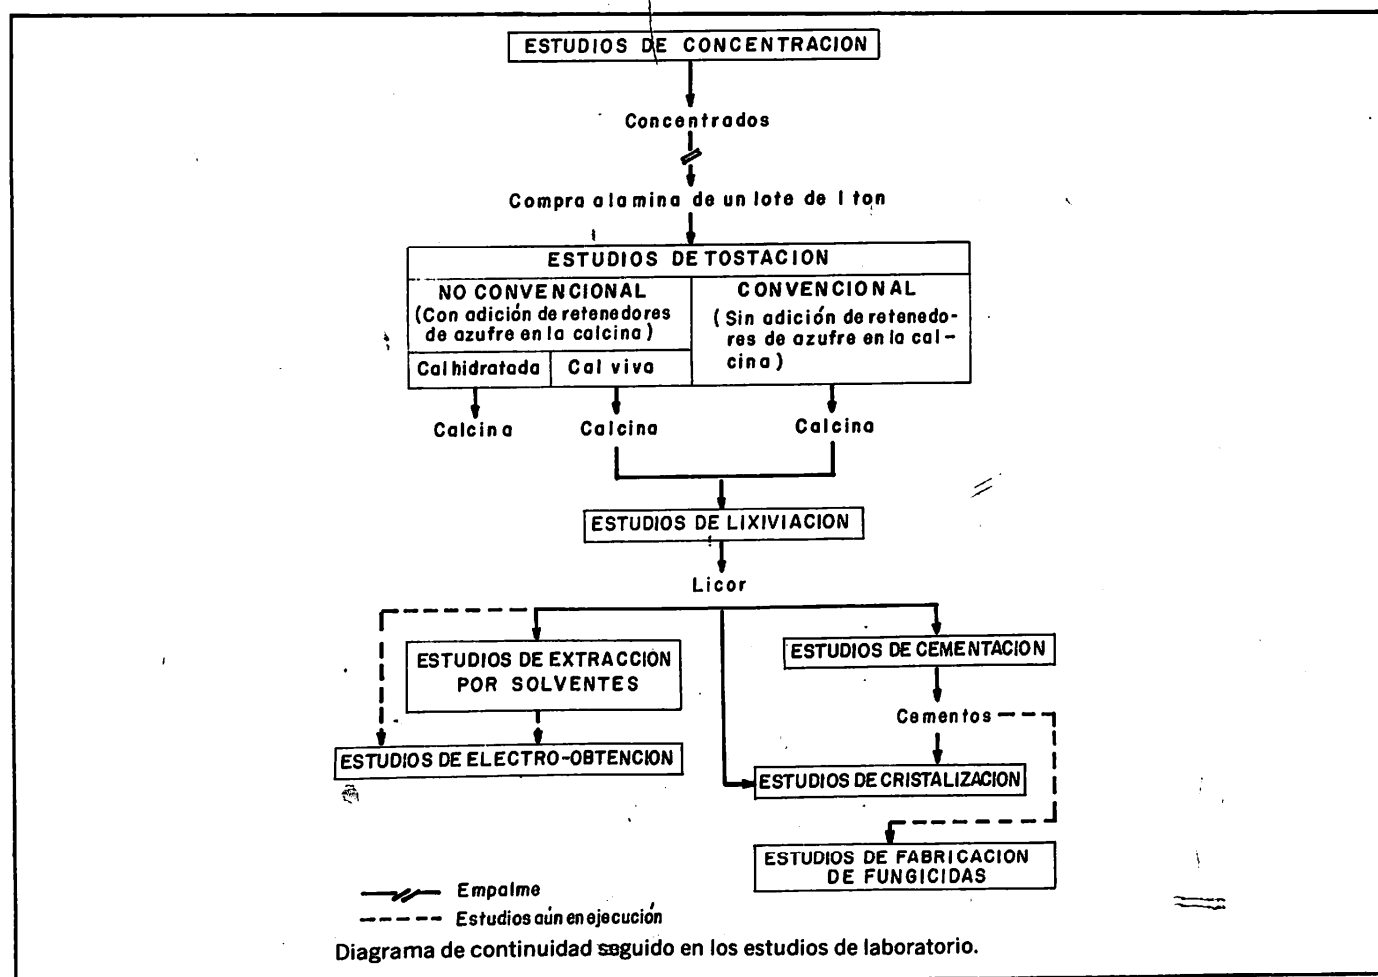 ESTUDIOS DE CONCENTRACION
Concentrados
Compra a la mina de un lote de 1 ton
ESTUDIOS DE TOSTACION
NO CONVENCIONAL
(Con adición de retenedores
de azufre en la calcina)
CONVENCIONAL
(Sin adición de retenedo-
res de azufre en la cal-
cina)
Cal hidratada
Cal viva
Calcina
Calcina
Calcina
ESTUDIOS DE LIXIVIACION
Licor
ESTUDIOS DE EXTRACCION
POR SOLVENTES
ESTUDIOS DE CEMENTACION
Cementos
ESTUDIOS DE ELECTRO-OBTENCION
ESTUDIOS DE CRISTALIZACION
ESTUDIOS DE FABRICACION
DE FUNGICIDAS
Empalme
Estudios aún en ejecución
Diagrama de continuidad seguido en los estudios de laboratorio.